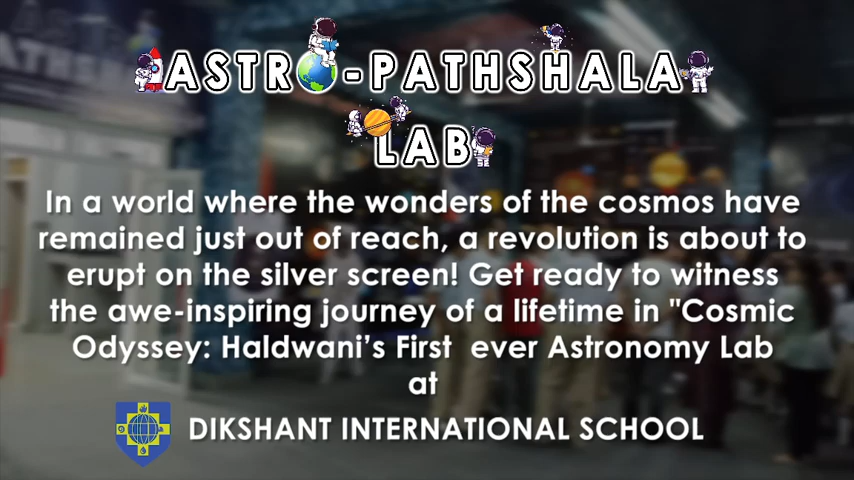 ASTRO-PATHSHALA
LAB
In a world where the wonders of the cosmos have
remained just out of reach, a revolution is about to
erupt on the silver screen! Get ready to witness
the awe-inspiring journey of a lifetime in "Cosmic
Odyssey: Haldwani’s First ever Astronomy Lab
at
DIKSHANT INTERNATIONAL SCHOOL